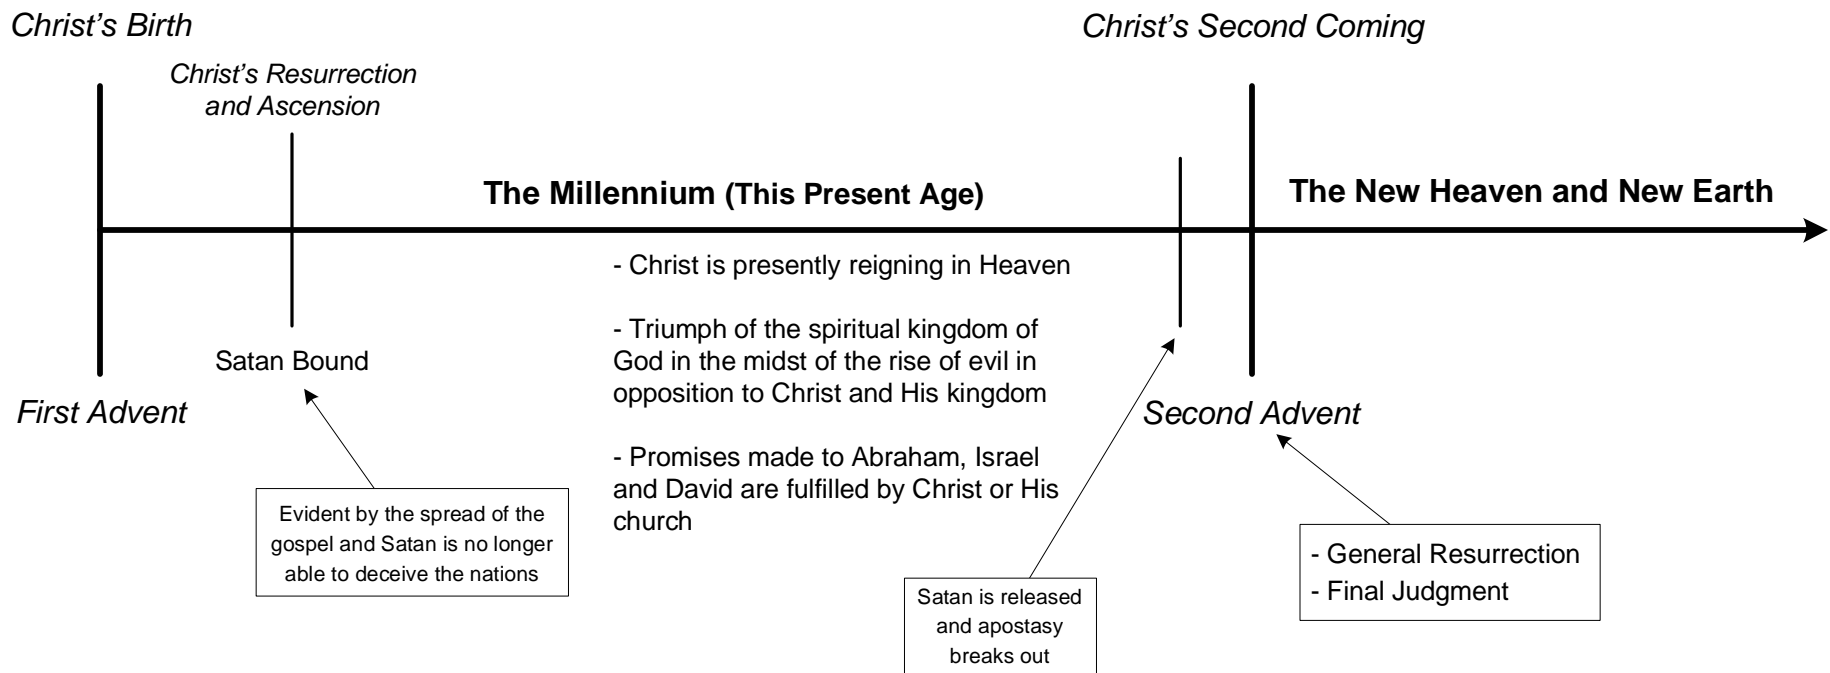 Christ's Birth
Christ's Second Coming
Christ's Resurrection
and Ascension
The Millennium (This Present Age)
The New Heaven and New Earth
- Christ is presently reigning in Heaven
- Triumph of the spiritual kingdom of
God in the midst of the rise of evil in
opposition to Christ and His kingdom
- Promises made to Abraham, Israel
and David are fulfilled by Christ or His
church
Satan Bound
First Advent
Second Advent
Evident by the spread of the
gospel and Satan is no longer
able to deceive the nations
Satan is released
and apostasy
breaks out
- General Resurrection
- Final Judgment